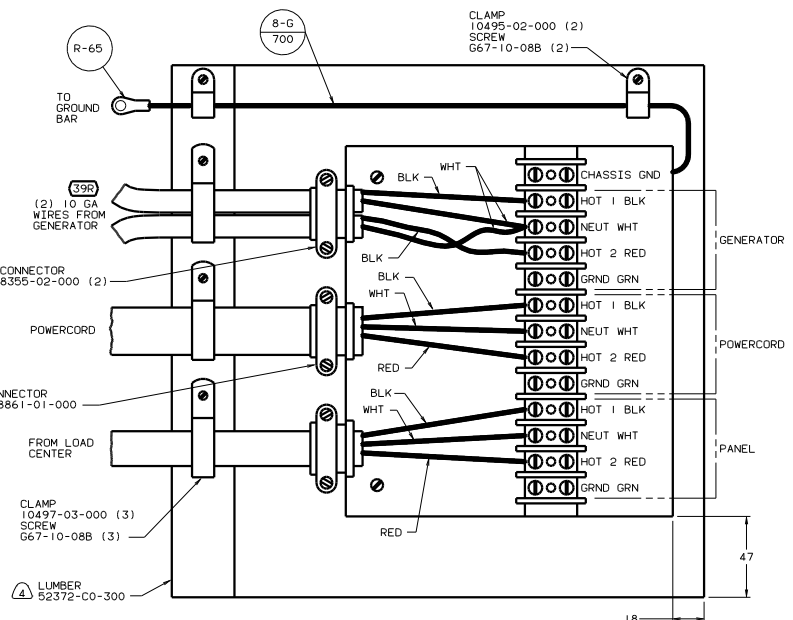 CLAMP
10495-02-000 (2)
SCREW
G67-10-08B (2)
8-G
700
R-65
TO
GROUND
BAR
39R
(2) 10 GA
WIRES FROM
GENERATOR
WHT
BLK
CHASSIS GND
HOT 1 BLK
NEUT WHT
HOT 2 RED
GRND GRN
GENERATOR
BLK
CONNECTOR
8355-02-000 (2)
BLK
WHT
HOT 1 BLK
NEUT WHT
HOT 2 RED
GRND GRN
POWERCORD
POWERCORD
RED
NNECTOR
8861-01-000
BLK
WHT
HOT 1 BLK
NEUT WHT
HOT 2 RED
GRND GRN
PANEL
FROM LOAD
CENTER
RED
CLAMP
10497-03-000 (3)
SCREW
G67-10-08B (3)
47
4
LUMBER
52372-C0-300
18